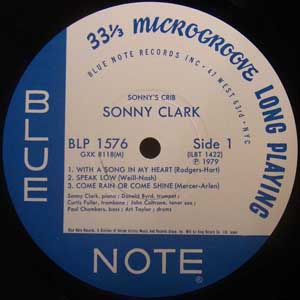 33⅓ MICROGROOVE LONG PLAYING
BLUE NOTE RECORDS INC · 47 WEST 63rd · NYC
SONNY'S CRIB
SONNY CLARK
BLP 1576 Side 1
GXK 8118(M) (LBT 1422)
℗ 1979
1. WITH A SONG IN MY HEART (Rodgers-Hart)
2. SPEAK LOW (Weill-Nash)
3. COME RAIN OR COME SHINE (Mercer-Arlen)
Sonny Clark, piano; Donald Byrd, trumpet;
Curtis Fuller, trombone; John Coltrane, tenor sax;
Paul Chambers, bass; Art Taylor, drums
BLUE
NOTE
®